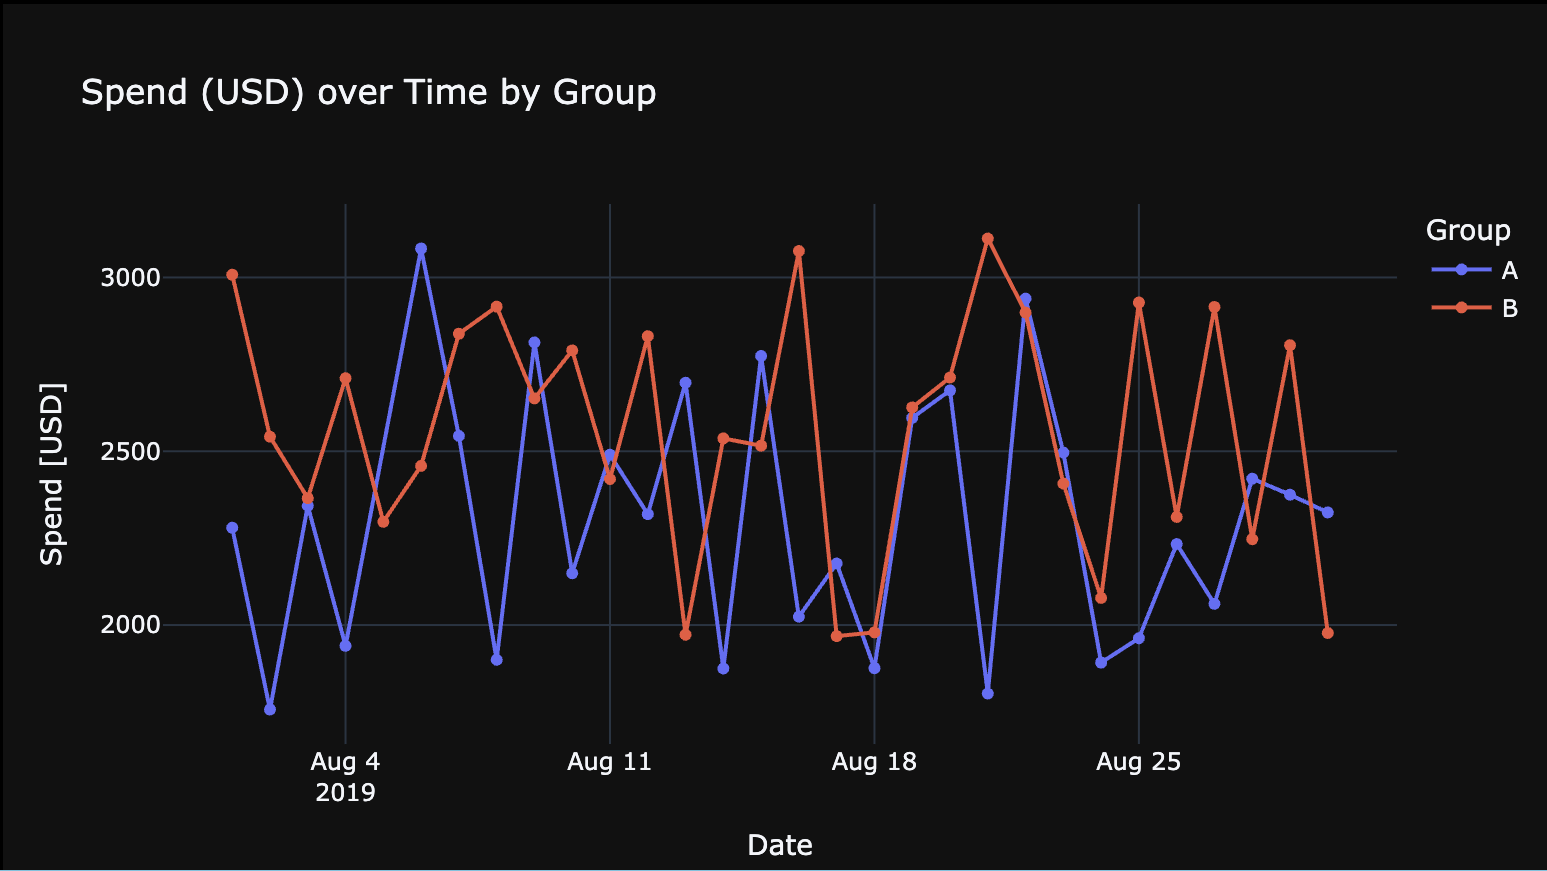 Spend (USD) over Time by Group
Group
A
B
3000
2500
2000
Spend [USD]
Aug 4
2019
Aug 11
Aug 18
Aug 25
Date